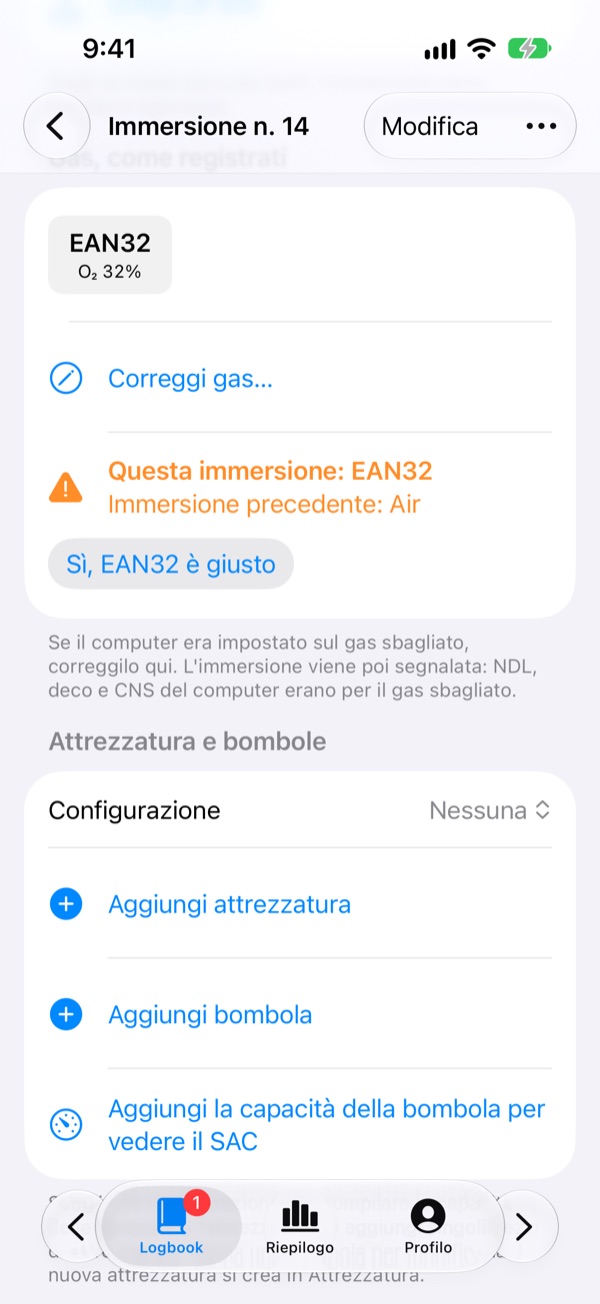 9:41
Immersione n. 14
Modifica
Gas, come registrati
EAN32
O₂ 32%
Correggi gas...
Questa immersione: EAN32
Immersione precedente: Air
Sì, EAN32 è giusto
Se il computer era impostato sul gas sbagliato,
correggilo qui. L'immersione viene poi segnalata: NDL,
deco e CNS del computer erano per il gas sbagliato.
Attrezzatura e bombole
Configurazione
Nessuna
Aggiungi attrezzatura
Aggiungi bombola
Aggiungi la capacità della bombola per
vedere il SAC
1
Logbook
Riepilogo
Profilo
nuova attrezzatura si crea in Attrezzatura.